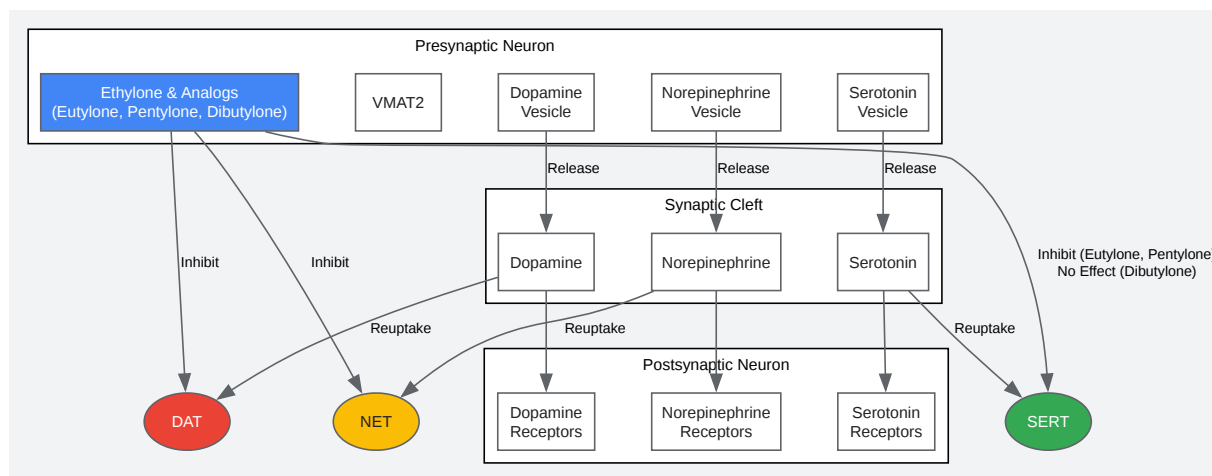 Presynaptic Neuron
Ethylone & Analogs
(Eutylone, Pentylone, Dibutylone)
VMAT2
Dopamine
Vesicle
Norepinephrine
Vesicle
Serotonin
Vesicle
Release
Release
Release
Synaptic Cleft
Dopamine
Norepinephrine
Serotonin
Inhibit
Inhibit
Inhibit (Eutylone, Pentylone)
No Effect (Dibutylone)
Reuptake
Reuptake
Reuptake
Postsynaptic Neuron
DAT
NET
Dopamine
Receptors
Norepinephrine
Receptors
Serotonin
Receptors
SERT